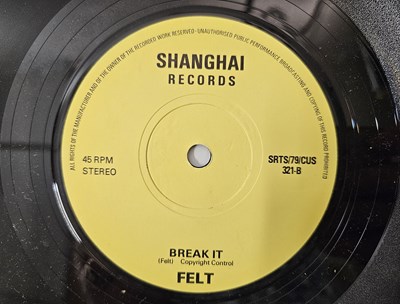 ALL RIGHTS OF THE MANUFACTURER AND OF THE OWNER OF THE RECORDED WORK RESERVED - UNAUTHORISED PUBLIC PERFORMANCE BROADCASTING AND COPYING OF THIS RECORD PROHIBITED
SHANGHAI
RECORDS
45 RPM
STEREO
SRTS/79/CUS
321-B
BREAK IT
(Felt) Copyright Control
FELT